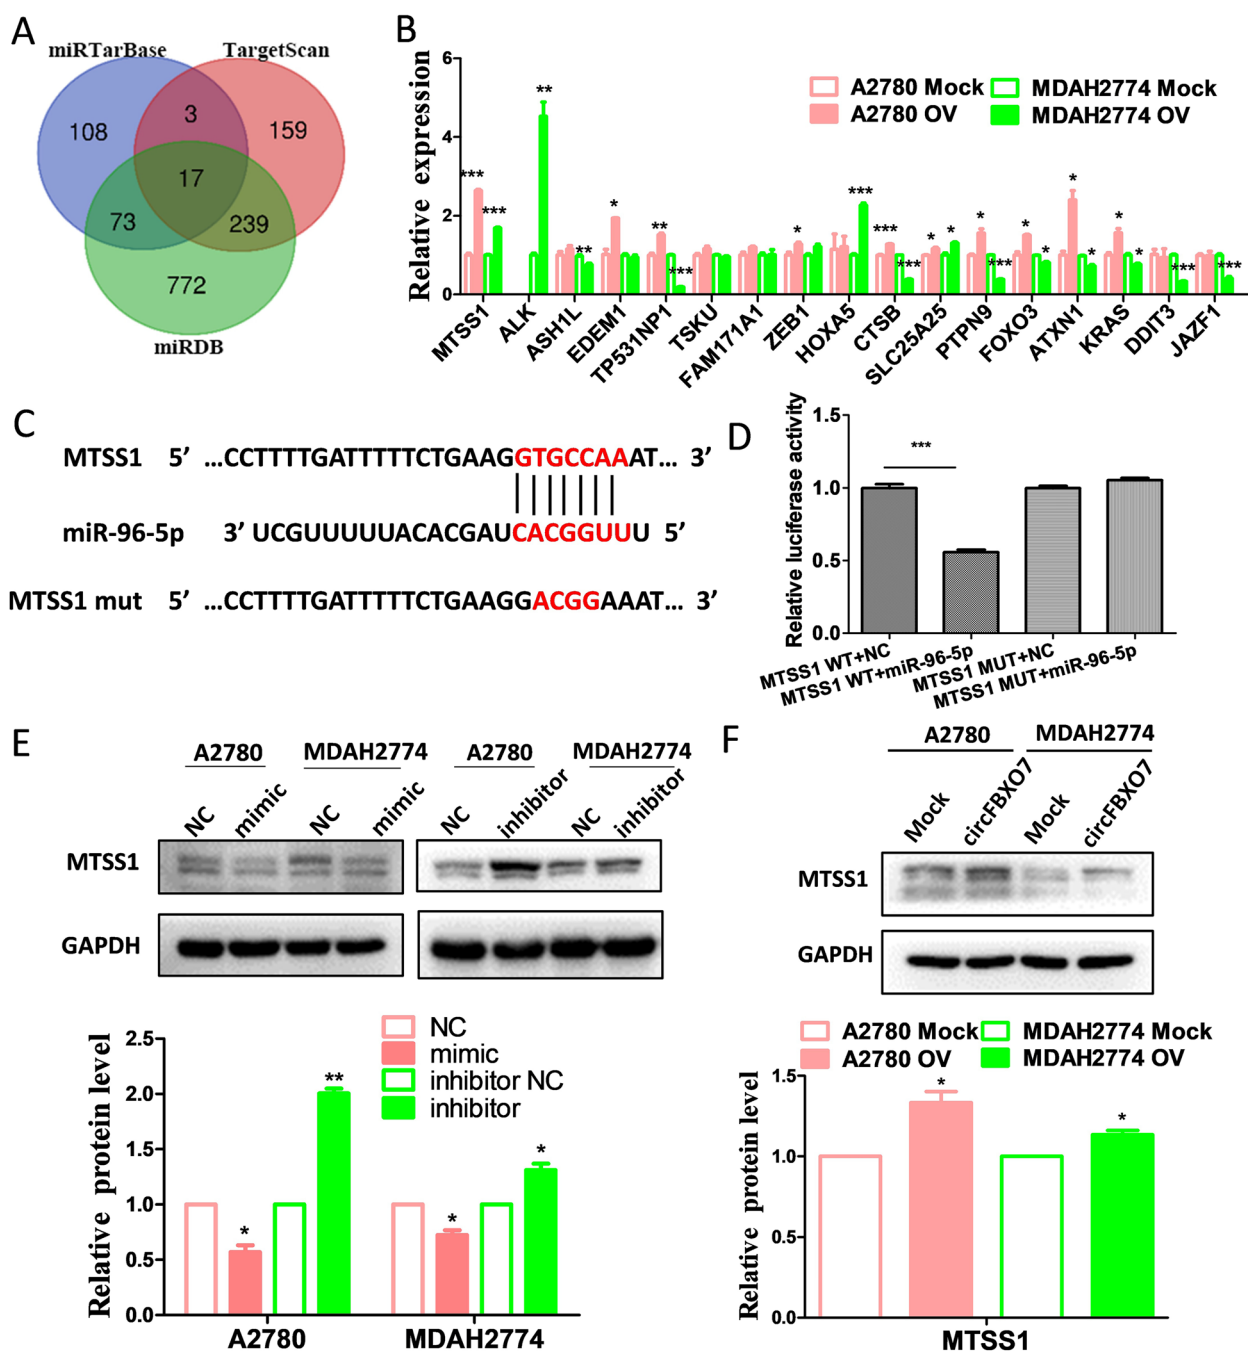 A
miRTarBase
TargetScan
108
3
159
17
73
239
772
miRDB
B
Relative expression
6
4
2
0
A2780 Mock
A2780 OV
MDAH2774 Mock
MDAH2774 OV
***
***
**
**
*
**
***
*
***
***
***
*
*
*
***
*
*
*
*
*
*
***
***
MTSS1
ALK
ASH1L
EDEM1
TP531NP1
TSKU
FAM171A1
ZEB1
HOXA5
CTSB
SLC25A25
PTPN9
FOXO3
ATXN1
KRAS
DDIT3
JAZF1
C
MTSS1 5’ ...CCTTTTGATTTTTCTGAAGGTGCCAAAT... 3’
miR-96-5p 3’ UCGUUUUUACACGAUCACGGUUU 5’
MTSS1 mut 5’ ...CCTTTTGATTTTTCTGAAGGACGGAAAT... 3’
D
Relative luciferase activity
1.5
1.0
0.5
0.0
***
MTSS1 WT+NC
MTSS1 WT+miR-96-5p
MTSS1 MUT+NC
MTSS1 MUT+miR-96-5p
E
A2780
MDAH2774
A2780
MDAH2774
NC
mimic
NC
mimic
NC
inhibitor
NC
inhibitor
MTSS1
GAPDH
Relative protein level
2.5
2.0
1.5
1.0
0.5
0.0
NC
mimic
inhibitor NC
inhibitor
*
**
*
*
A2780
MDAH2774
F
A2780
MDAH2774
Mock
circFBXO7
Mock
circFBXO7
MTSS1
GAPDH
A2780 Mock
A2780 OV
MDAH2774 Mock
MDAH2774 OV
Relative protein level
1.5
1.0
0.5
0.0
*
*
MTSS1